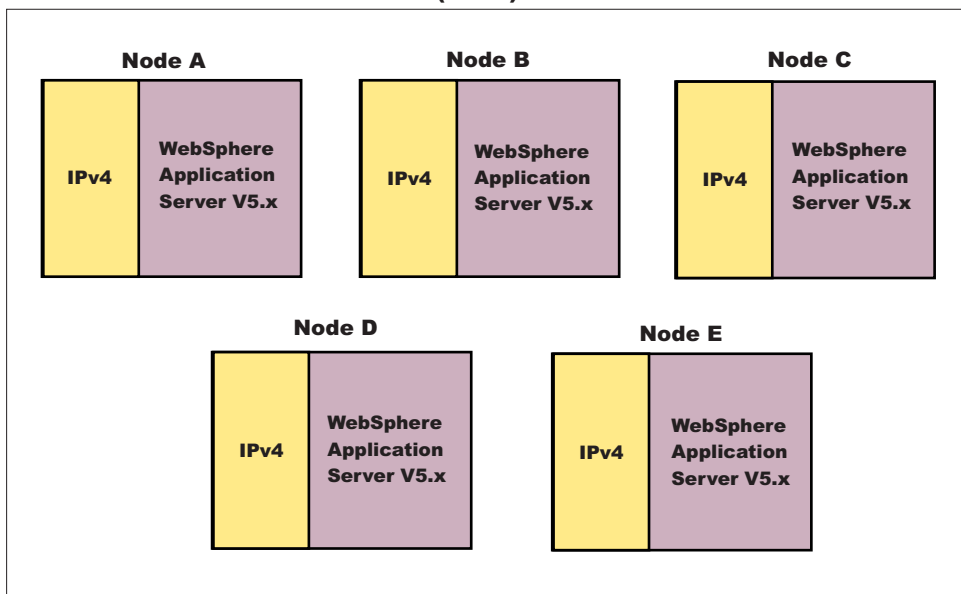 Node A
Node B
Node C
IPv4
WebSphere
Application
Server V5.x
IPv4
WebSphere
Application
Server V5.x
IPv4
WebSphere
Application
Server V5.x
Node D
Node E
IPv4
WebSphere
Application
Server V5.x
IPv4
WebSphere
Application
Server V5.x